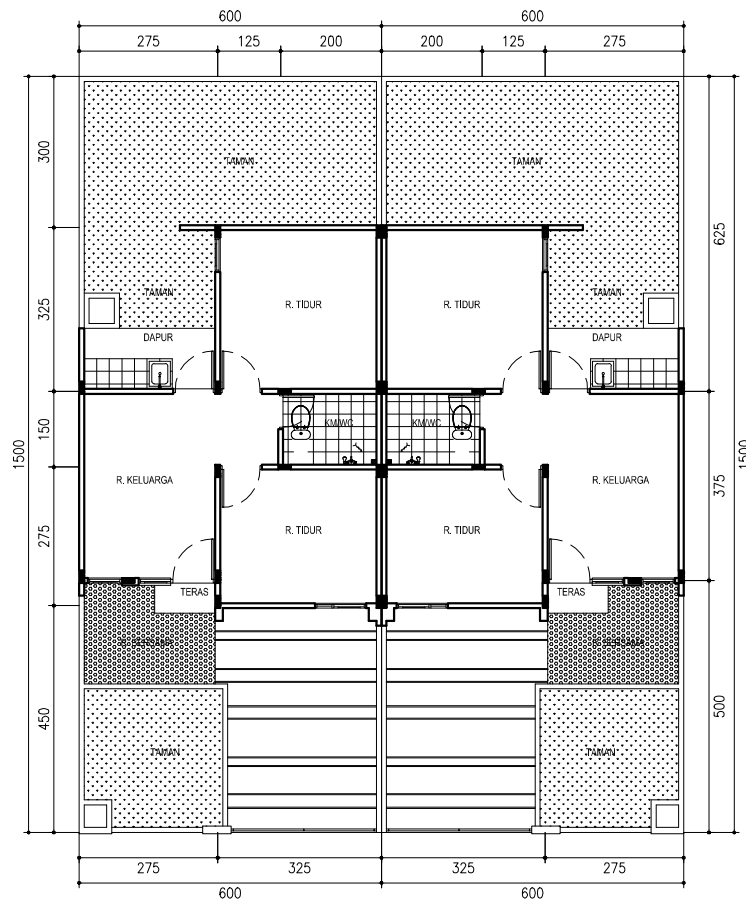 600 600
275 125 200 200 125 275
300 625
TAMAN TAMAN
325
TAMAN TAMAN
R. TIDUR R. TIDUR
DAPUR DAPUR
150
KM/WC KM/WC
1500 1500
R. KELUARGA R. KELUARGA
375
275
R. TIDUR R. TIDUR
TERAS TERAS
450 500
TAMAN TAMAN
275 325 325 275
600 600